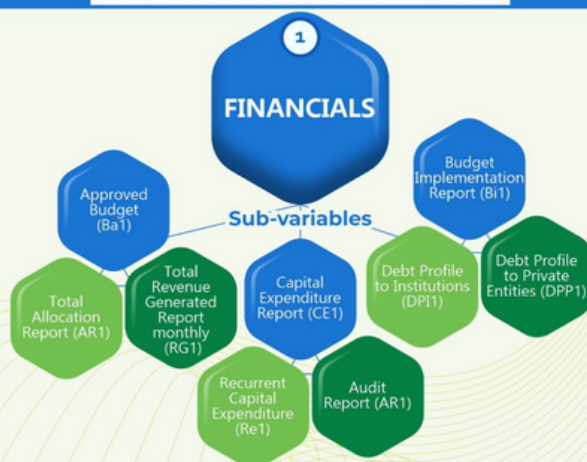 1
FINANCIALS
Sub-variables
Approved
Budget
(Ba1)
Total
Allocation
Report (AR1)
Total
Revenue
Generated
Report
monthly
(RG1)
Capital
Expenditure
Report (CE1)
Recurrent
Capital
Expenditure
(Re1)
Audit
Report (AR1)
Budget
Implementation
Report (Bi1)
Debt Profile
to Institutions
(DPI1)
Debt Profile
to Private
Entities (DPP1)